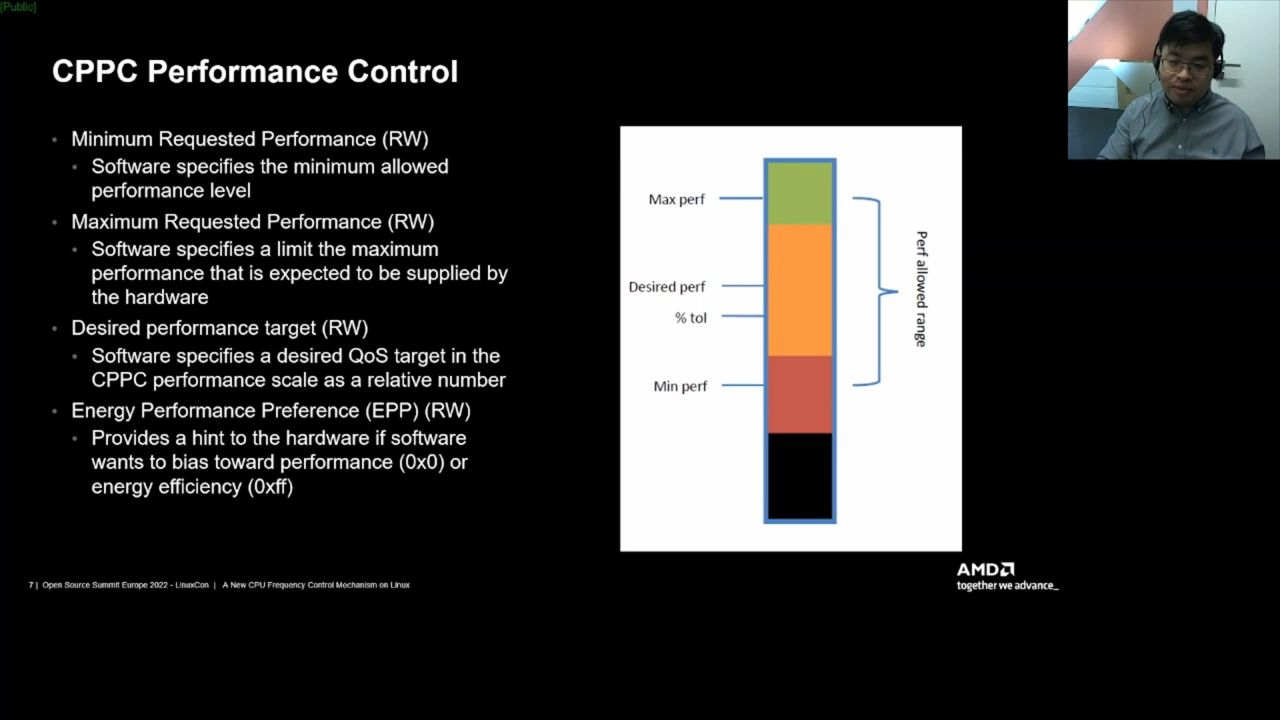 [Public]
CPPC Performance Control
• Minimum Requested Performance (RW)
• Software specifies the minimum allowed
performance level
• Maximum Requested Performance (RW)
• Software specifies a limit the maximum
performance that is expected to be supplied by
the hardware
• Desired performance target (RW)
• Software specifies a desired QoS target in the
CPPC performance scale as a relative number
• Energy Performance Preference (EPP) (RW)
• Provides a hint to the hardware if software
wants to bias toward performance (0x0) or
energy efficiency (0xff)
Max perf
Desired perf
% tol
Min perf
Perf allowed range
7 | Open Source Summit Europe 2022 - LinuxCon | A New CPU Frequency Control Mechanism on Linux
AMD
together we advance_